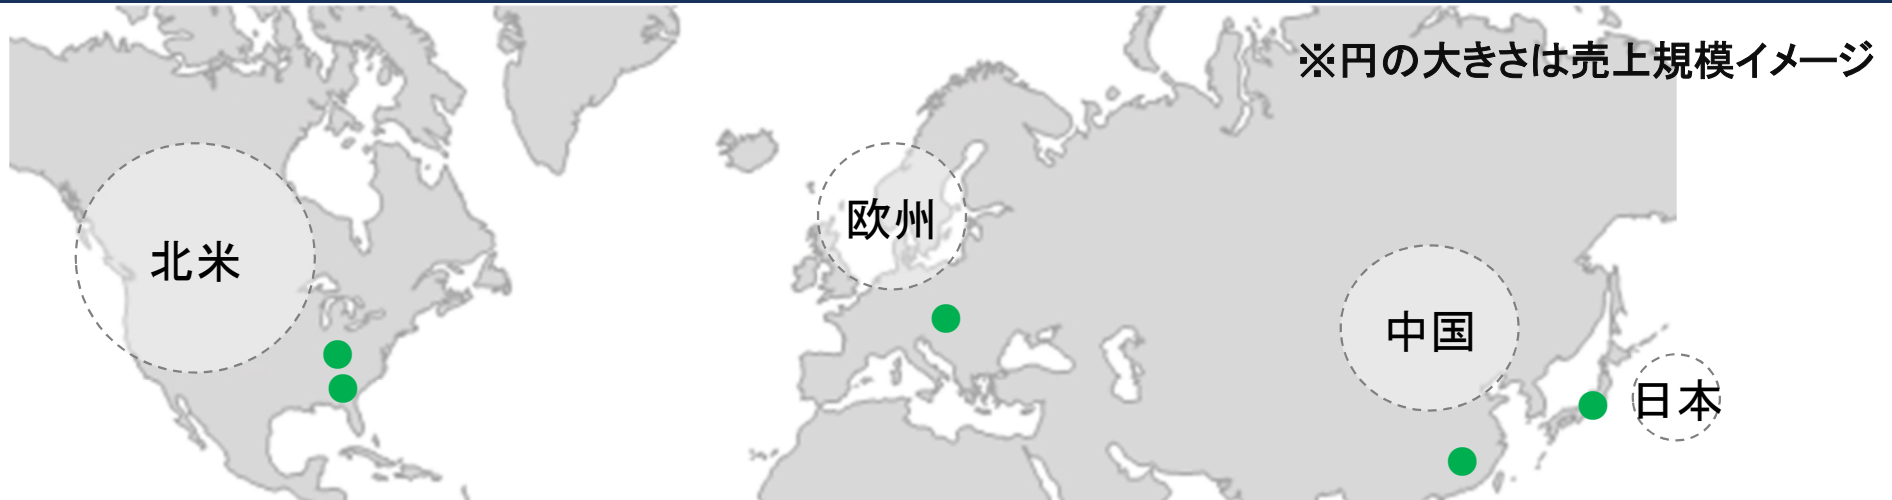 ※円の大きさは売上規模イメージ
北米
欧州
中国
日本